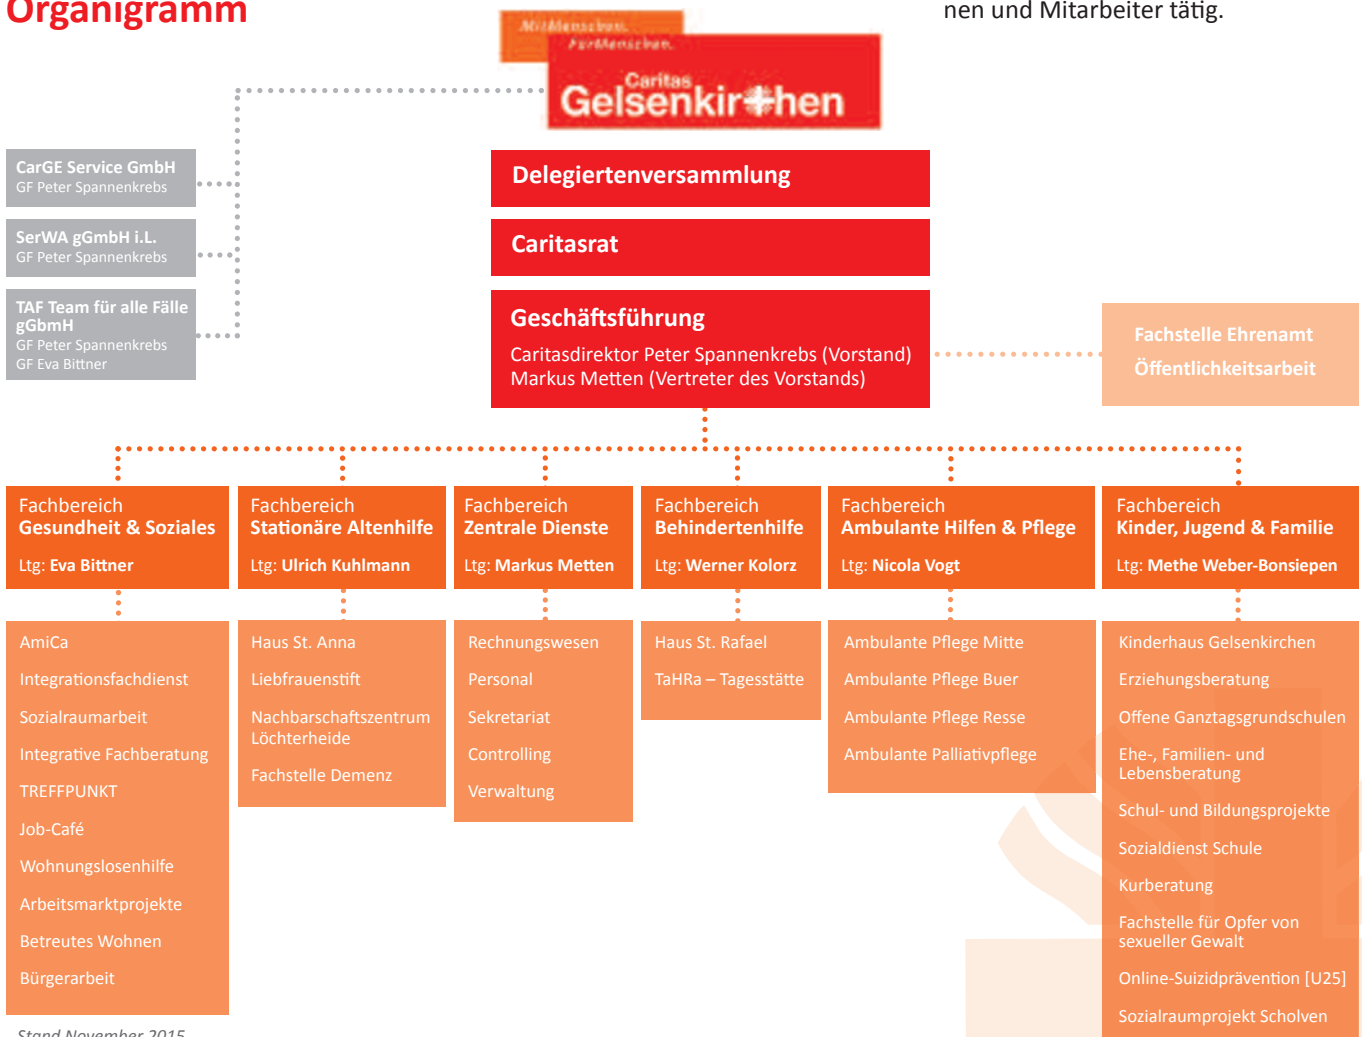 Organigramm
nen und Mitarbeiter tätig.
MitMenschen.
FürMenschen.
Caritas
Gelsenkirchen
CarGE Service GmbH
GF Peter Spannenkrebs
SerWA gGmbH i.L.
GF Peter Spannenkrebs
TAF Team für alle Fälle
gGbmH
GF Peter Spannenkrebs
GF Eva Bittner
Delegiertenversammlung
Caritasrat
Geschäftsführung
Caritasdirektor Peter Spannenkrebs (Vorstand)
Markus Metten (Vertreter des Vorstands)
Fachstelle Ehrenamt
Öffentlichkeitsarbeit
Fachbereich
Gesundheit & Soziales
Ltg: Eva Bittner
AmiCa
Integrationsfachdienst
Sozialraumarbeit
Integrative Fachberatung
TREFFPUNKT
Job-Café
Wohnungslosenhilfe
Arbeitsmarktprojekte
Betreutes Wohnen
Bürgerarbeit
Fachbereich
Stationäre Altenhilfe
Ltg: Ulrich Kuhlmann
Haus St. Anna
Liebfrauenstift
Nachbarschaftszentrum
Löchterheide
Fachstelle Demenz
Fachbereich
Zentrale Dienste
Ltg: Markus Metten
Rechnungswesen
Personal
Sekretariat
Controlling
Verwaltung
Fachbereich
Behindertenhilfe
Ltg: Werner Kolorz
Haus St. Rafael
TaHRa – Tagesstätte
Fachbereich
Ambulante Hilfen & Pflege
Ltg: Nicola Vogt
Ambulante Pflege Mitte
Ambulante Pflege Buer
Ambulante Pflege Resse
Ambulante Palliativpflege
Fachbereich
Kinder, Jugend & Familie
Ltg: Methe Weber-Bonsiepen
Kinderhaus Gelsenkirchen
Erziehungsberatung
Offene Ganztagsgrundschulen
Ehe-, Familien- und
Lebensberatung
Schul- und Bildungsprojekte
Sozialdienst Schule
Kurberatung
Fachstelle für Opfer von
sexueller Gewalt
Online-Suizidprävention [U25]
Sozialraumprojekt Scholven
Stand November 2015